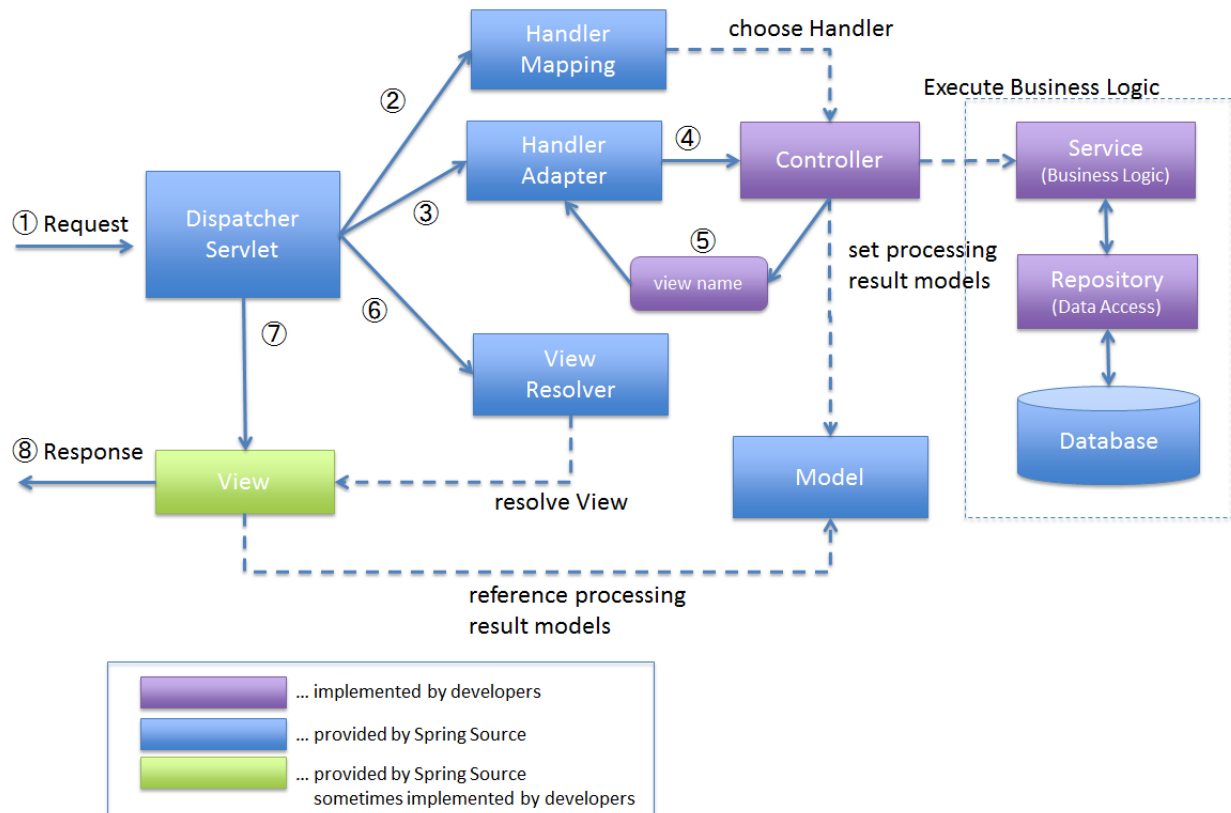 choose Handler
Handler
Mapping
②
Execute Business Logic
Handler
Adapter
④
Controller
Service
(Business Logic)
① Request
Dispatcher
Servlet
③
⑤
view name
set processing
result models
Repository
(Data Access)
⑥
⑦
View
Resolver
Database
⑧ Response
View
resolve View
Model
reference processing
result models
... implemented by developers
... provided by Spring Source
... provided by Spring Source
sometimes implemented by developers